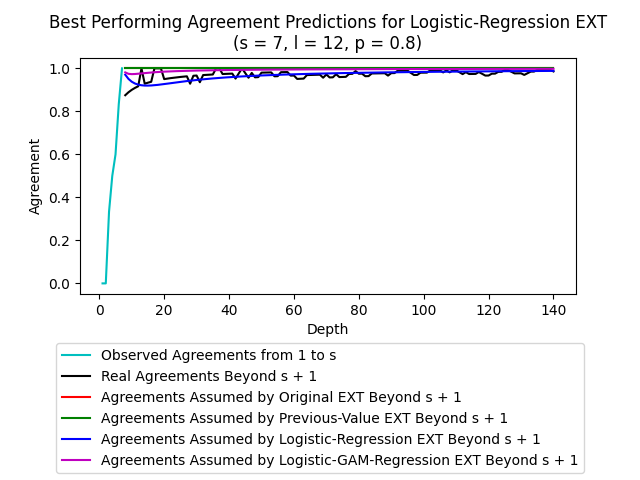 Best Performing Agreement Predictions for Logistic-Regression EXT
(s = 7, l = 12, p = 0.8)
1.0
0.8
0.6
0.4
0.2
0.0
Agreement
0 20 40 60 80 100 120 140
Depth
Observed Agreements from 1 to s
Real Agreements Beyond s + 1
Agreements Assumed by Original EXT Beyond s + 1
Agreements Assumed by Previous-Value EXT Beyond s + 1
Agreements Assumed by Logistic-Regression EXT Beyond s + 1
Agreements Assumed by Logistic-GAM-Regression EXT Beyond s + 1